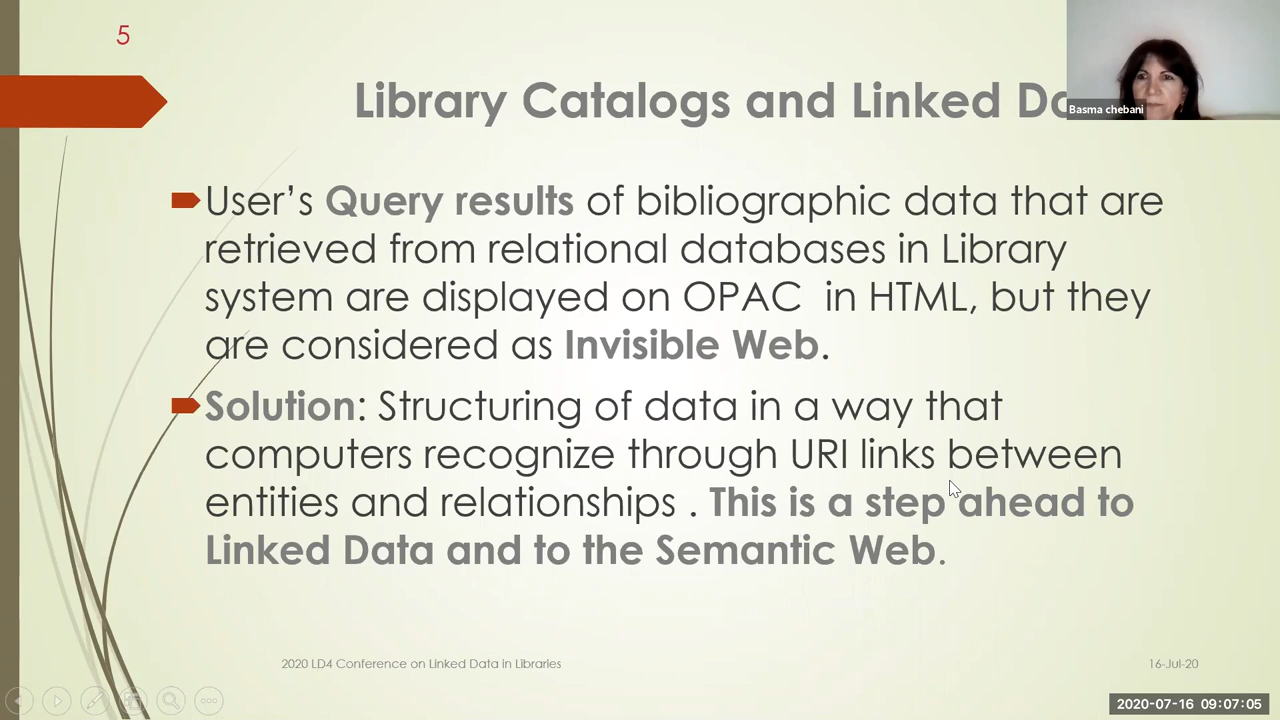 5
Library Catalogs and Linked
Basma chebani
User's Query results of bibliographic data that are
retrieved from relational databases in Library
system are displayed on OPAC in HTML, but they
are considered as Invisible Web.
Solution: Structuring of data in a way that
computers recognize through URI links between
entities and relationships . This is a step ahead to
Linked Data and to the Semantic Web.
2020 LD4 Conference on Linked Data in Libraries
16-Jul-20
2020-07-16 09:07:05